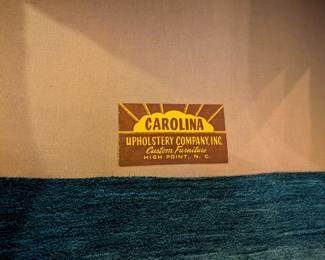 CAROLINA
UPHOLSTERY COMPANY, INC.
Custom Furniture
HIGH POINT, N. C.